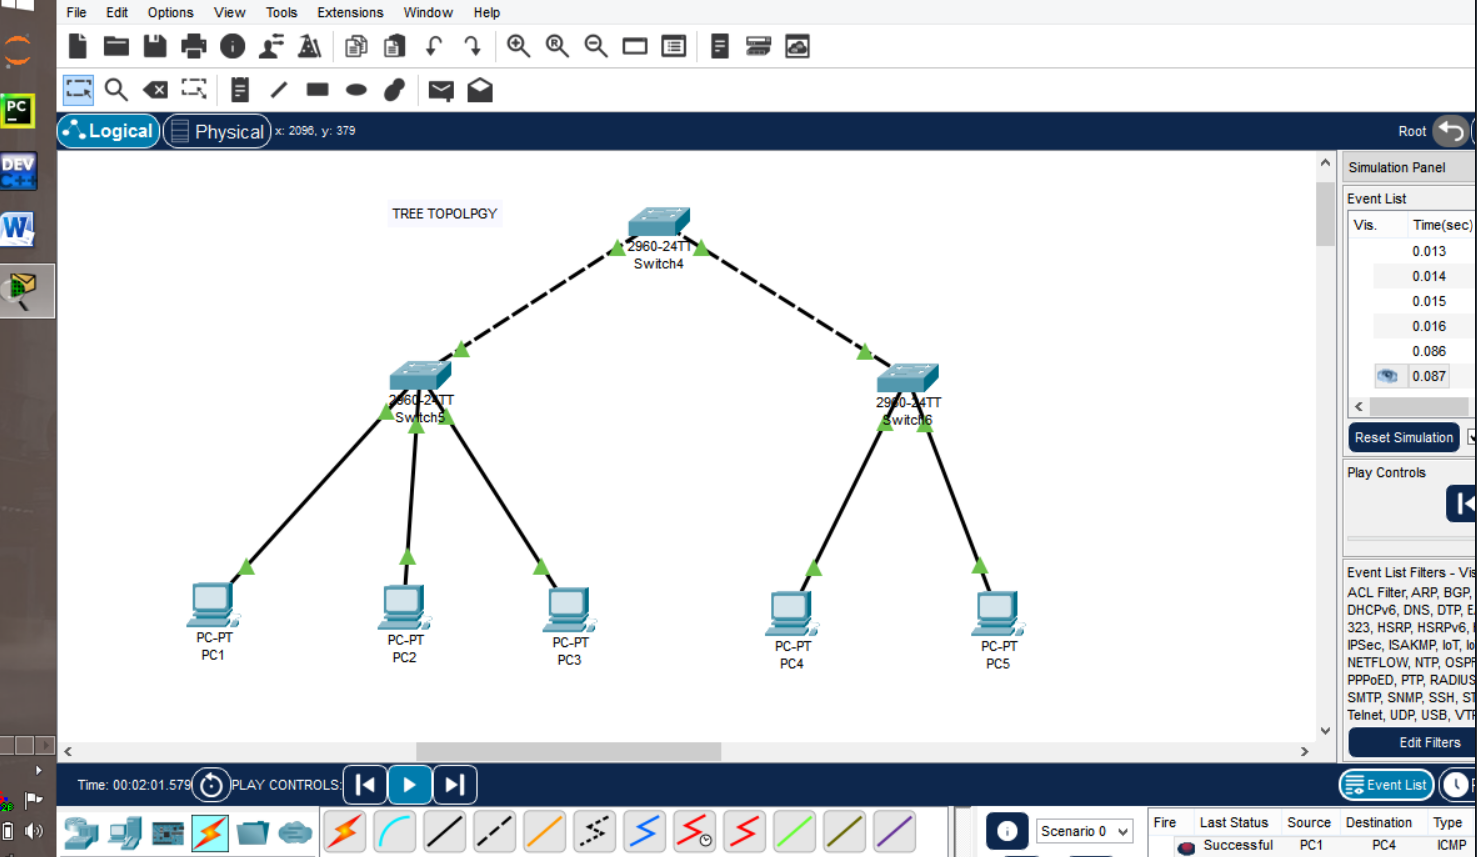 File Edit Options View Tools Extensions Window Help
PC
DEV
C++
W
Logical Physical x: 2096, y: 379 Root
Simulation Panel
Event List
Vis. Time(sec)
0.013
0.014
0.015
0.016
0.086
0.087
Reset Simulation
Play Controls
Event List Filters - Vis
ACL Filter, ARP, BGP,
DHCPv6, DNS, DTP, E
323, HSRP, HSRPv6, I
IPSec, ISAKMP, IoT, Io
NETFLOW, NTP, OSPF
PPPoED, PTP, RADIUS
SMTP, SNMP, SSH, ST
Telnet, UDP, USB, VTP
Edit Filters
TREE TOPOLPGY
2960-24TT
Switch4
2960-24TT
Switch5
2960-24TT
Switch6
PC-PT
PC1
PC-PT
PC2
PC-PT
PC3
PC-PT
PC4
PC-PT
PC5
Time: 00:02:01.579 PLAY CONTROLS:
Event List
Scenario 0
Fire Last Status Source Destination Type
Successful PC1 PC4 ICMP